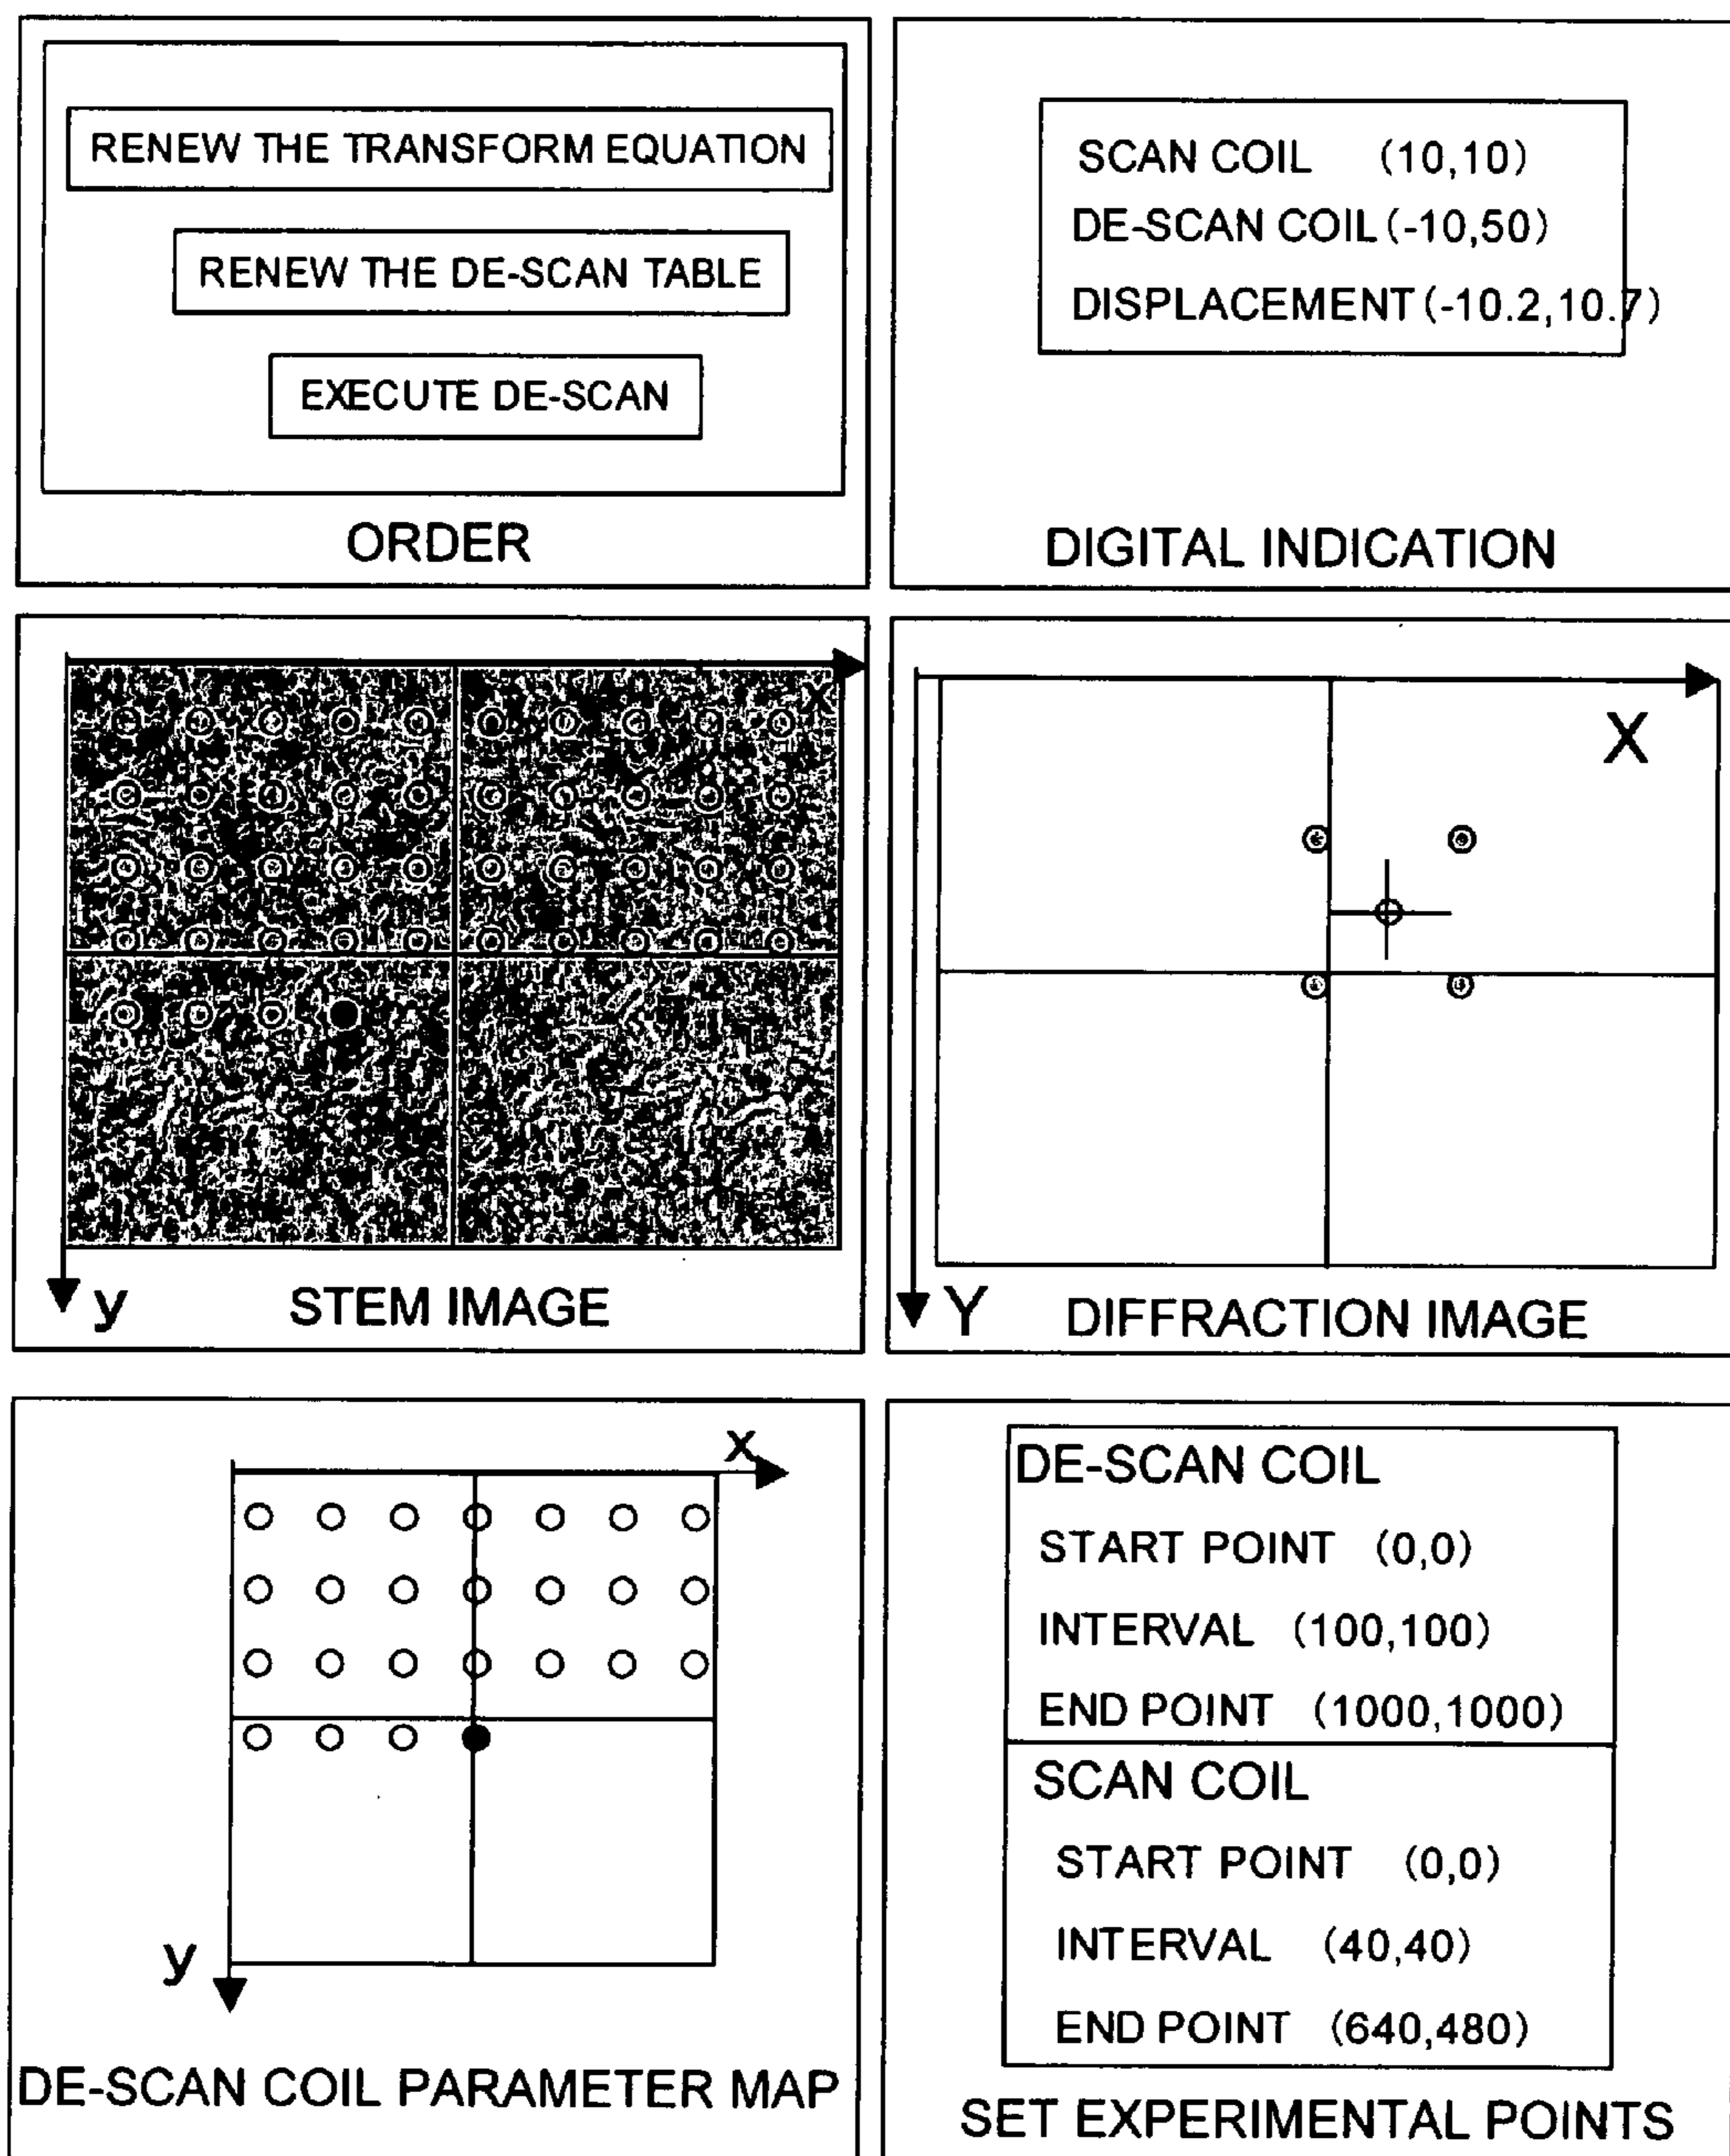 RENEW THE TRANSFORM EQUATION
RENEW THE DE-SCAN TABLE
EXECUTE DE-SCAN
ORDER
SCAN COIL (10,10)
DE-SCAN COIL(-10,50)
DISPLACEMENT(-10.2,10.7)
DIGITAL INDICATION
x
y
STEM IMAGE
X
Y
DIFFRACTION IMAGE
x
y
DE-SCAN COIL PARAMETER MAP
DE-SCAN COIL
START POINT (0,0)
INTERVAL (100,100)
END POINT (1000,1000)
SCAN COIL
START POINT (0,0)
INTERVAL (40,40)
END POINT (640,480)
SET EXPERIMENTAL POINTS